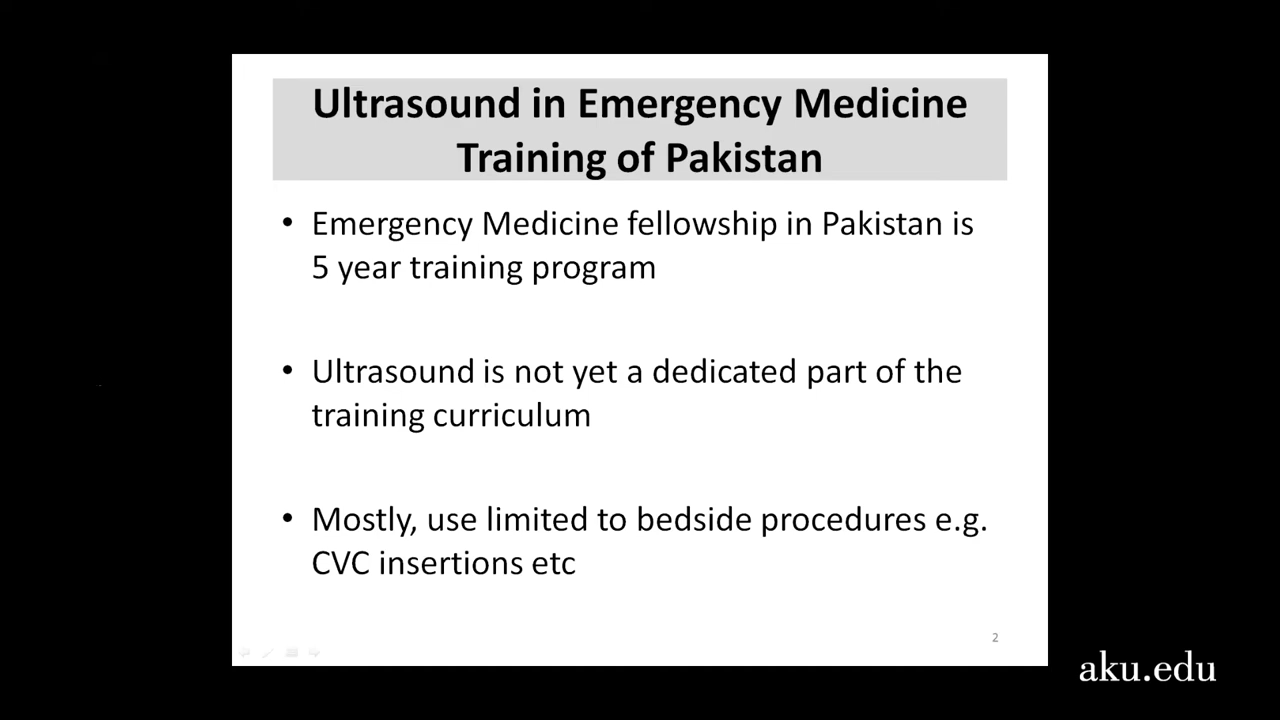 Ultrasound in Emergency Medicine
Training of Pakistan
• Emergency Medicine fellowship in Pakistan is
5 year training program
• Ultrasound is not yet a dedicated part of the
training curriculum
• Mostly, use limited to bedside procedures e.g.
CVC insertions etc
2
aku.edu